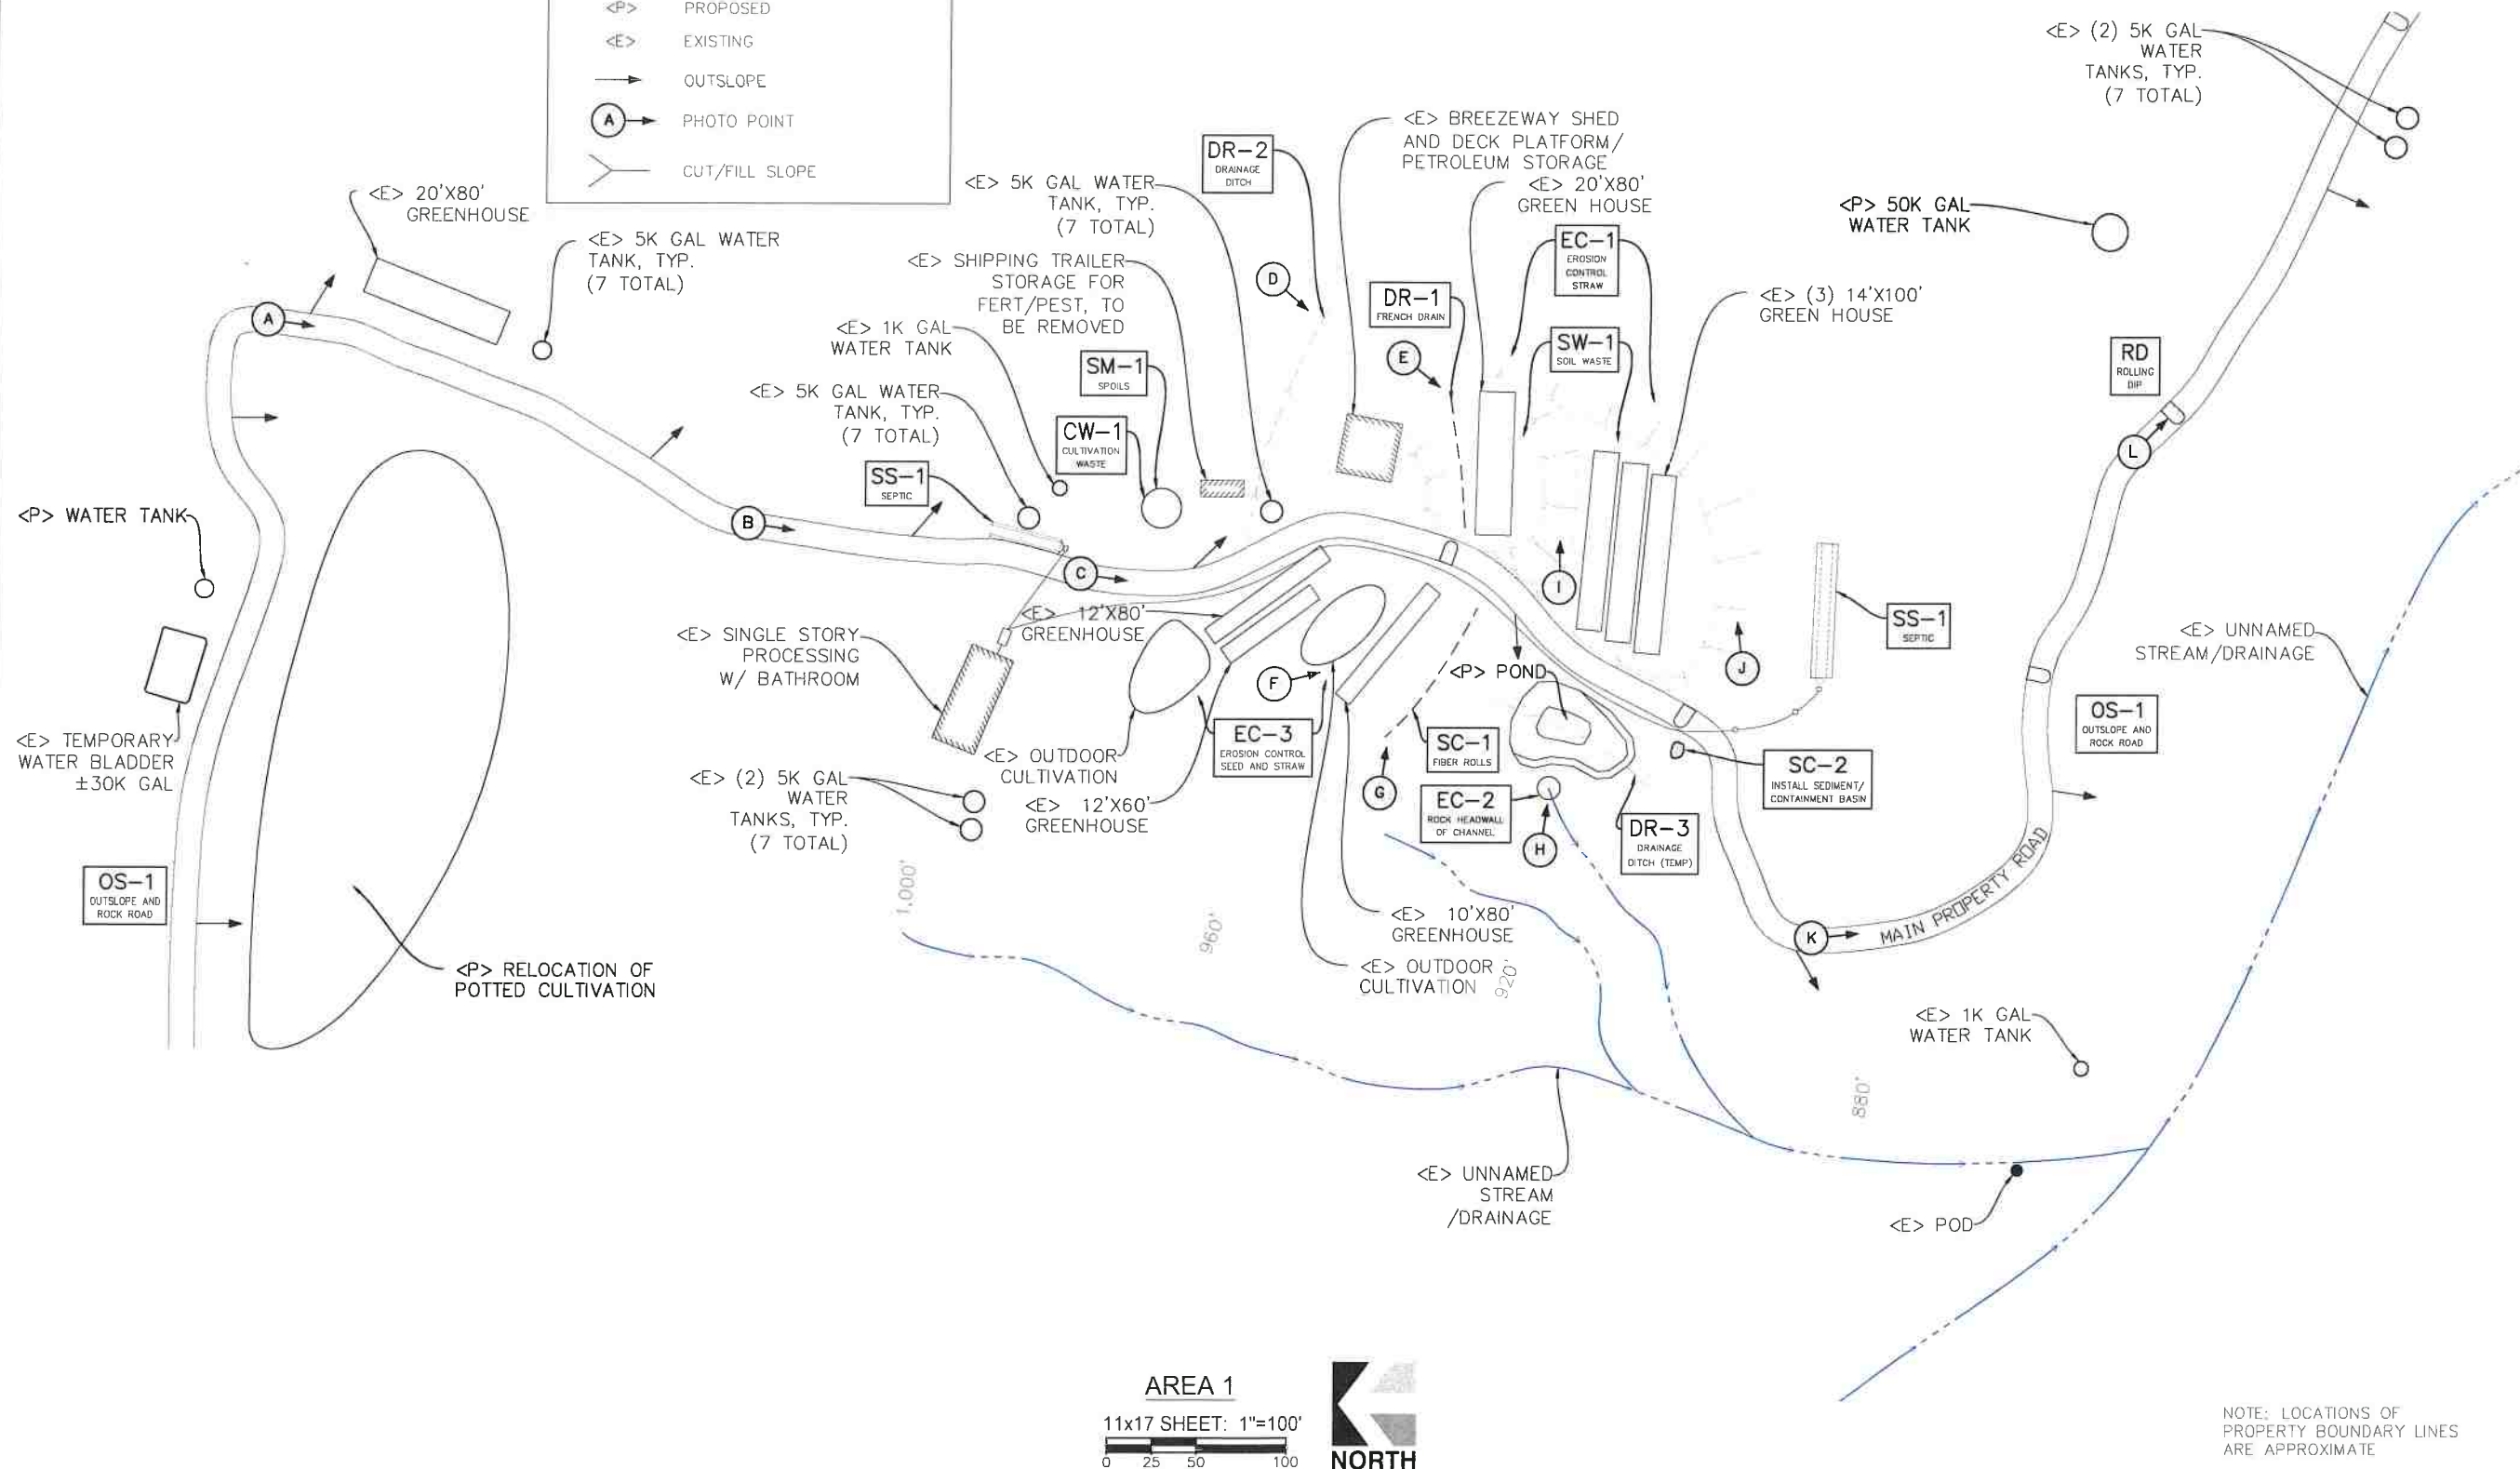 <P> PROPOSED
<E> EXISTING
OUTSLOPE
A PHOTO POINT
CUT/FILL SLOPE
<E> 20'X80'
GREENHOUSE
<E> 5K GAL WATER
TANK, TYP.
(7 TOTAL)
A
<P> WATER TANK
<E> TEMPORARY
WATER BLADDER
±30K GAL
OS-1
OUTSLOPE AND
ROCK ROAD
<P> RELOCATION OF
POTTED CULTIVATION
B
<E> 5K GAL WATER
TANK, TYP.
(7 TOTAL)
<E> SHIPPING TRAILER
STORAGE FOR
FERT/PEST, TO
BE REMOVED
<E> 1K GAL
WATER TANK
<E> 5K GAL WATER
TANK, TYP.
(7 TOTAL)
SM-1
SPOILS
CW-1
CULTIVATION
WASTE
SS-1
SEPTIC
C
DR-2
DRAINAGE
DITCH
D
<E> BREEZEWAY SHED
AND DECK PLATFORM/
PETROLEUM STORAGE
<E> 20'X80'
GREEN HOUSE
DR-1
FRENCH DRAIN
E
EC-1
EROSION
CONTROL
STRAW
SW-1
SOIL WASTE
<E> (3) 14'X100'
GREEN HOUSE
<E> (2) 5K GAL
WATER
TANKS, TYP.
(7 TOTAL)
<P> 50K GAL
WATER TANK
RD
ROLLING
DIP
L
I
J
SS-1
SEPTIC
<E> UNNAMED
STREAM/DRAINAGE
OS-1
OUTSLOPE AND
ROCK ROAD
<E> 12'X80'
GREENHOUSE
<E> SINGLE STORY
PROCESSING
W/ BATHROOM
F
<P> POND
EC-3
EROSION CONTROL
SEED AND STRAW
<E> OUTDOOR
CULTIVATION
<E> (2) 5K GAL
WATER
TANKS, TYP.
(7 TOTAL)
<E> 12'X60'
GREENHOUSE
SC-1
FIBER ROLLS
G
EC-2
ROCK HEADWALL
OF CHANNEL
H
DR-3
DRAINAGE
DITCH (TEMP)
SC-2
INSTALL SEDIMENT/
CONTAINMENT BASIN
K
MAIN PROPERTY ROAD
<E> 10'X80'
GREENHOUSE
<E> OUTDOOR
CULTIVATION
1,000'
960'
920'
880'
<E> 1K GAL
WATER TANK
<E> UNNAMED
STREAM
/DRAINAGE
<E> POD
AREA 1
11x17 SHEET: 1"=100'
0 25 50 100
NORTH
NOTE: LOCATIONS OF
PROPERTY BOUNDARY LINES
ARE APPROXIMATE